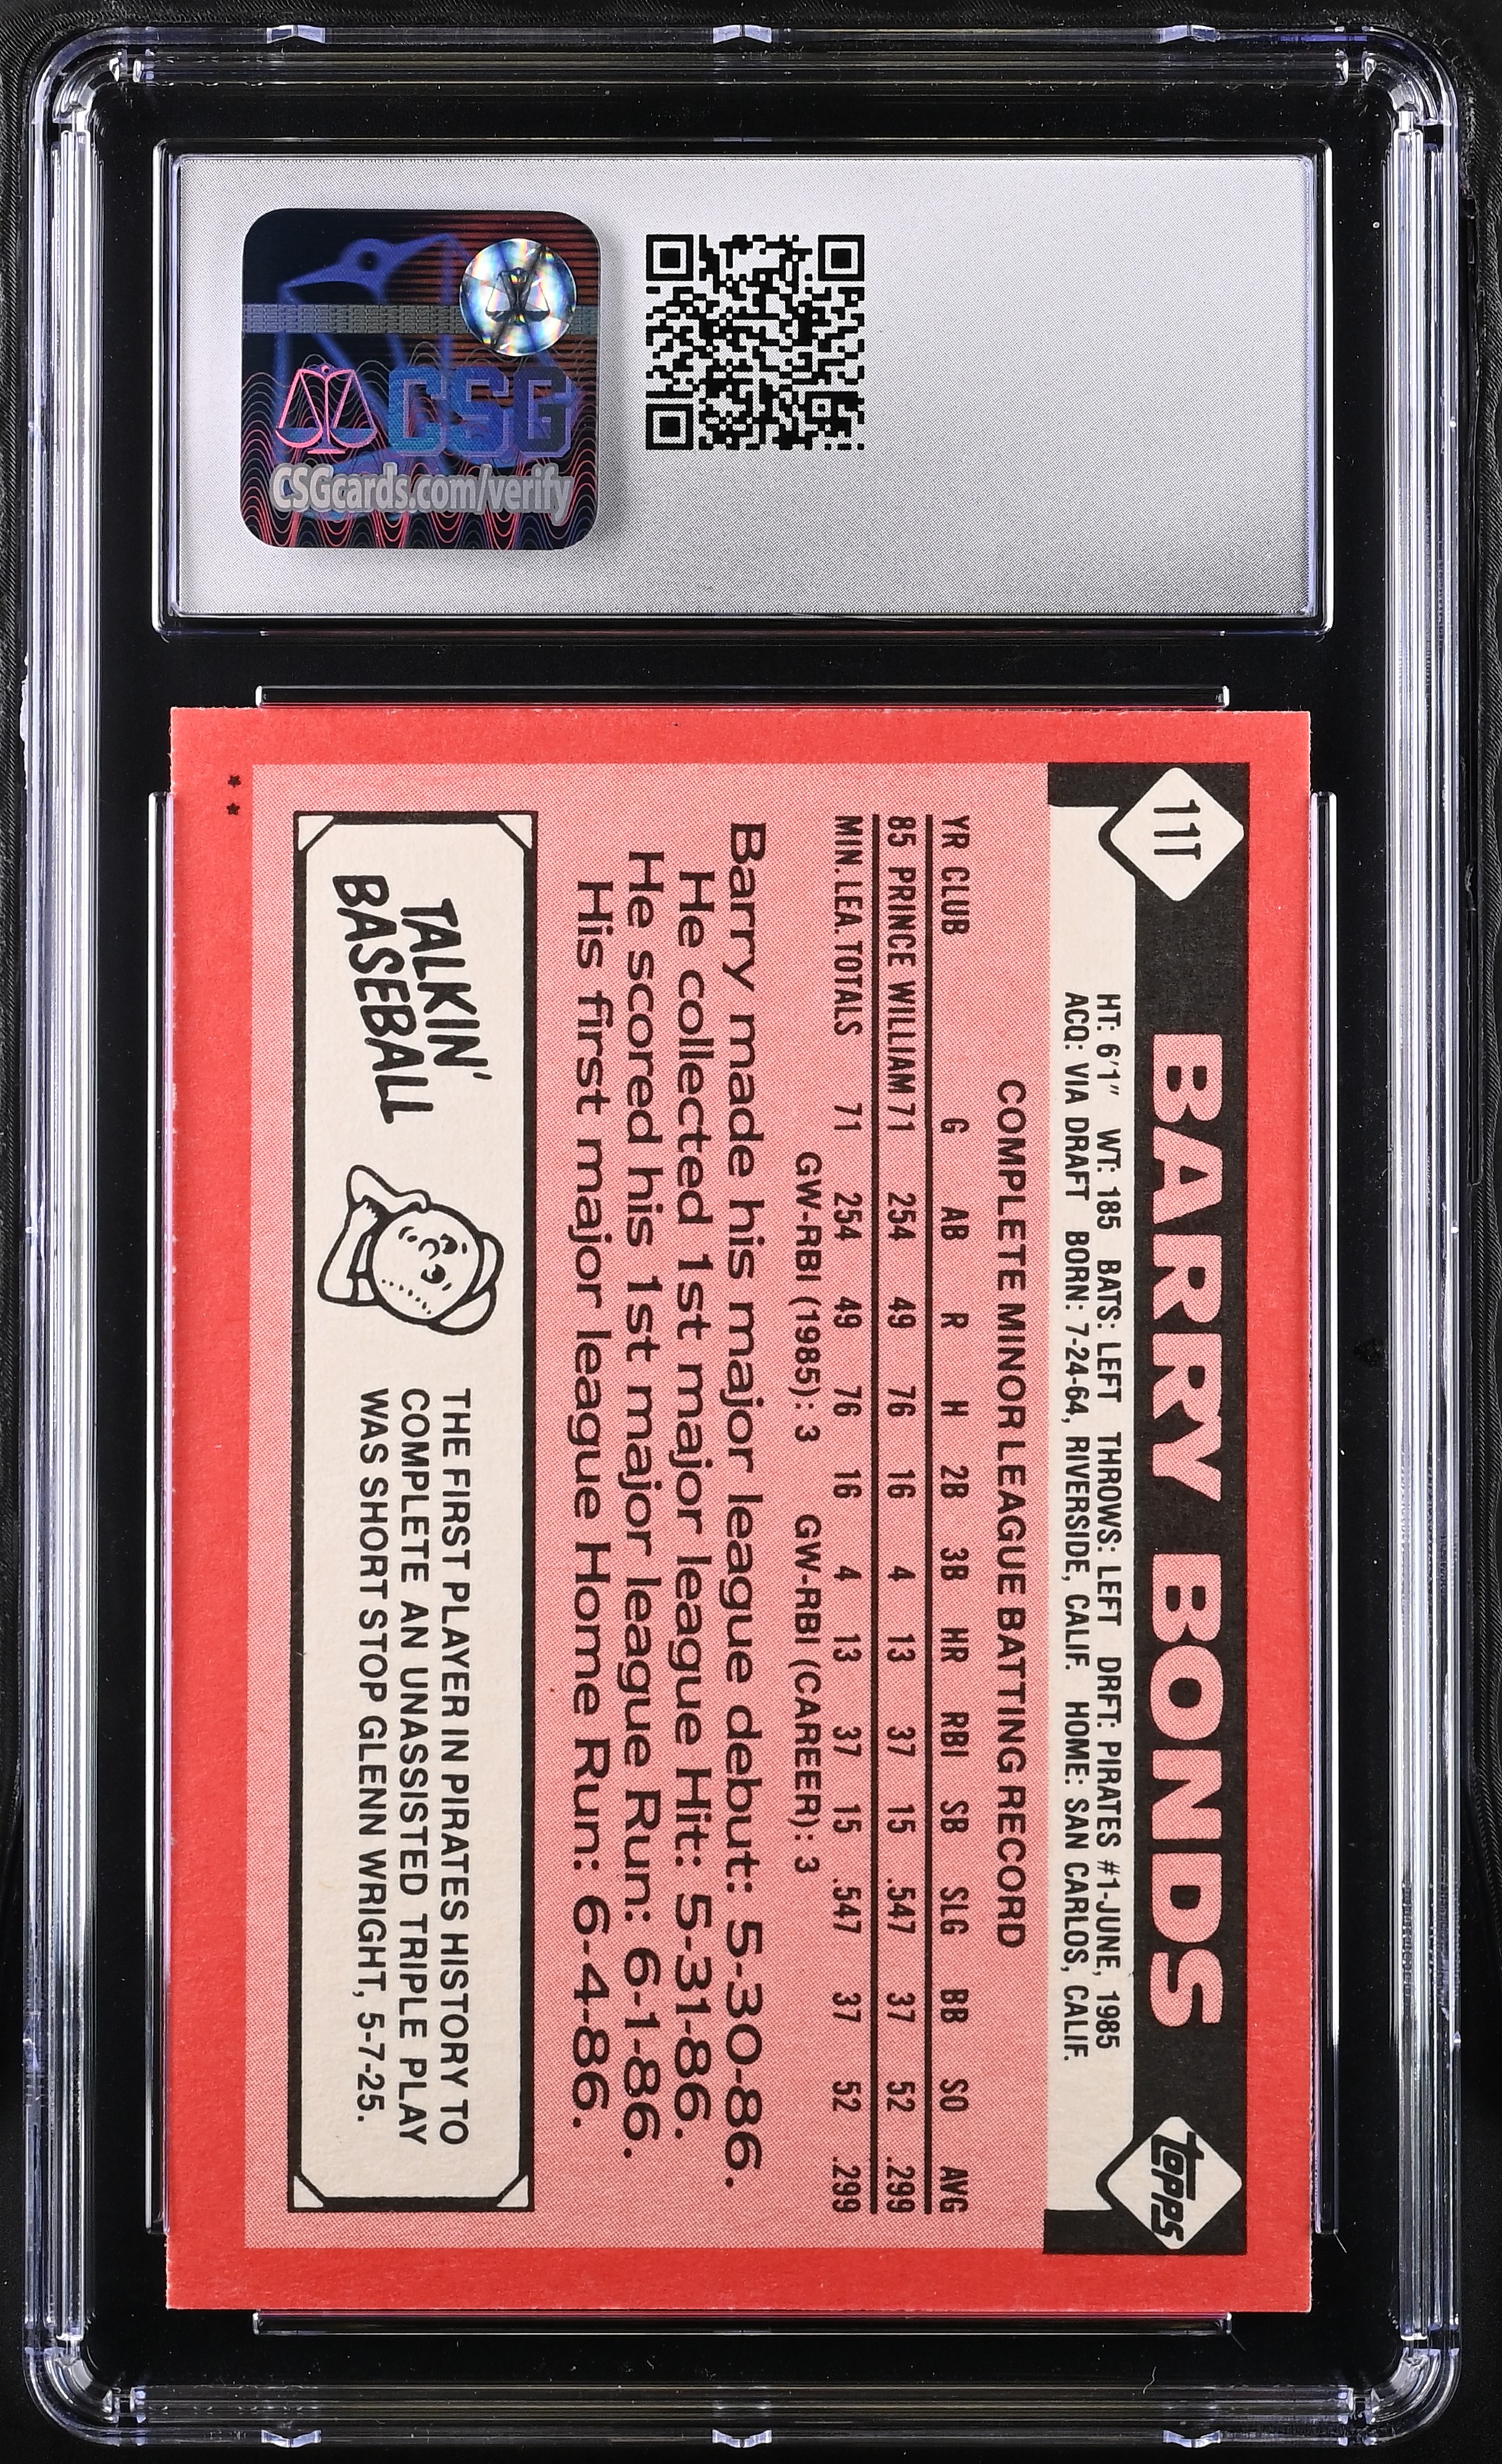 CSG
CSGcards.com/verify
11T
BARRY BONDS
topps
HT: 6'1" WT: 185 BATS: LEFT THROWS: LEFT DRFT: PIRATES #1-JUNE, 1985
ACQ: VIA DRAFT BORN: 7-24-64, RIVERSIDE, CALIF. HOME: SAN CARLOS, CALIF.
COMPLETE MINOR LEAGUE BATTING RECORD
YR CLUB G AB R H 2B 3B HR RBI SB SLG BB SO AVG
85 PRINCE WILLIAM 71 254 49 76 16 4 13 37 15 .547 37 52 .299
MIN. LEA. TOTALS 71 254 49 76 16 4 13 37 15 .547 37 52 .299
GW-RBI (1985): 3 GW-RBI (CAREER): 3
Barry made his major league debut: 5-30-86.
He collected 1st major league Hit: 5-31-86.
He scored his 1st major league Run: 6-1-86.
His first major league Home Run: 6-4-86.
TALKIN'
BASEBALL
THE FIRST PLAYER IN PIRATES HISTORY TO
COMPLETE AN UNASSISTED TRIPLE PLAY
WAS SHORT STOP GLENN WRIGHT, 5-7-25.
**